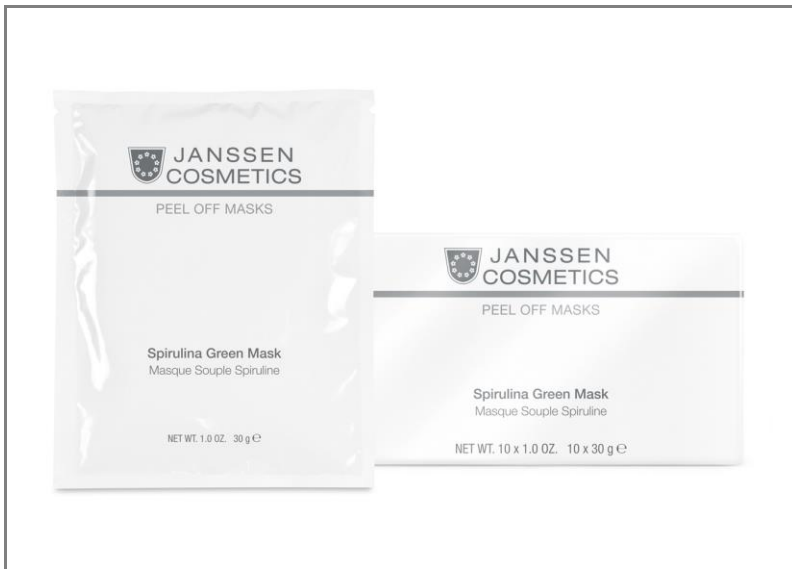 JANSSEN
COSMETICS
PEEL OFF MASKS
Spirulina Green Mask
Masque Souple Spiruline
NET WT. 1.0 OZ. 30 g ℮
JANSSEN
COSMETICS
PEEL OFF MASKS
Spirulina Green Mask
Masque Souple Spiruline
NET WT. 10 x 1.0 OZ. 10 x 30 g ℮